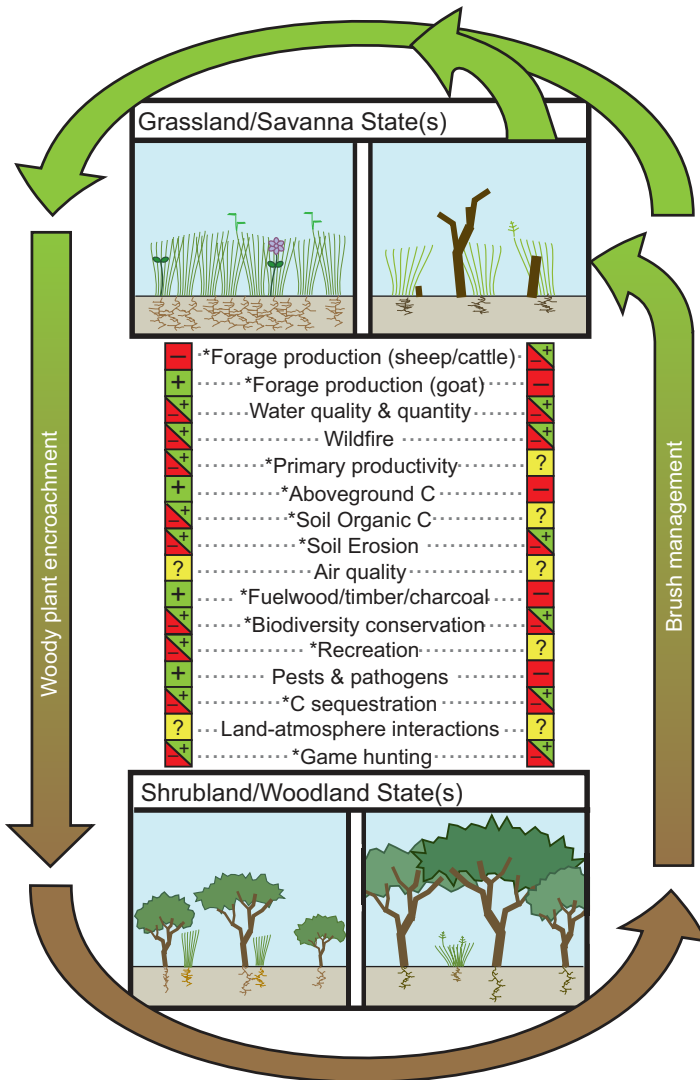 Grassland/Savanna State(s)
− *Forage production (sheep/cattle) −+
+ *Forage production (goat) −
−+ Water quality & quantity −+
−+ Wildfire −+
−+ *Primary productivity ?
+ *Aboveground C −
−+ *Soil Organic C ?
−+ *Soil Erosion −+
? Air quality ?
+ *Fuelwood/timber/charcoal −
−+ *Biodiversity conservation −+
−+ *Recreation ?
+ Pests & pathogens −
−+ *C sequestration −+
? Land-atmosphere interactions ?
−+ *Game hunting −+
Woody plant encroachment
Brush management
Shrubland/Woodland State(s)